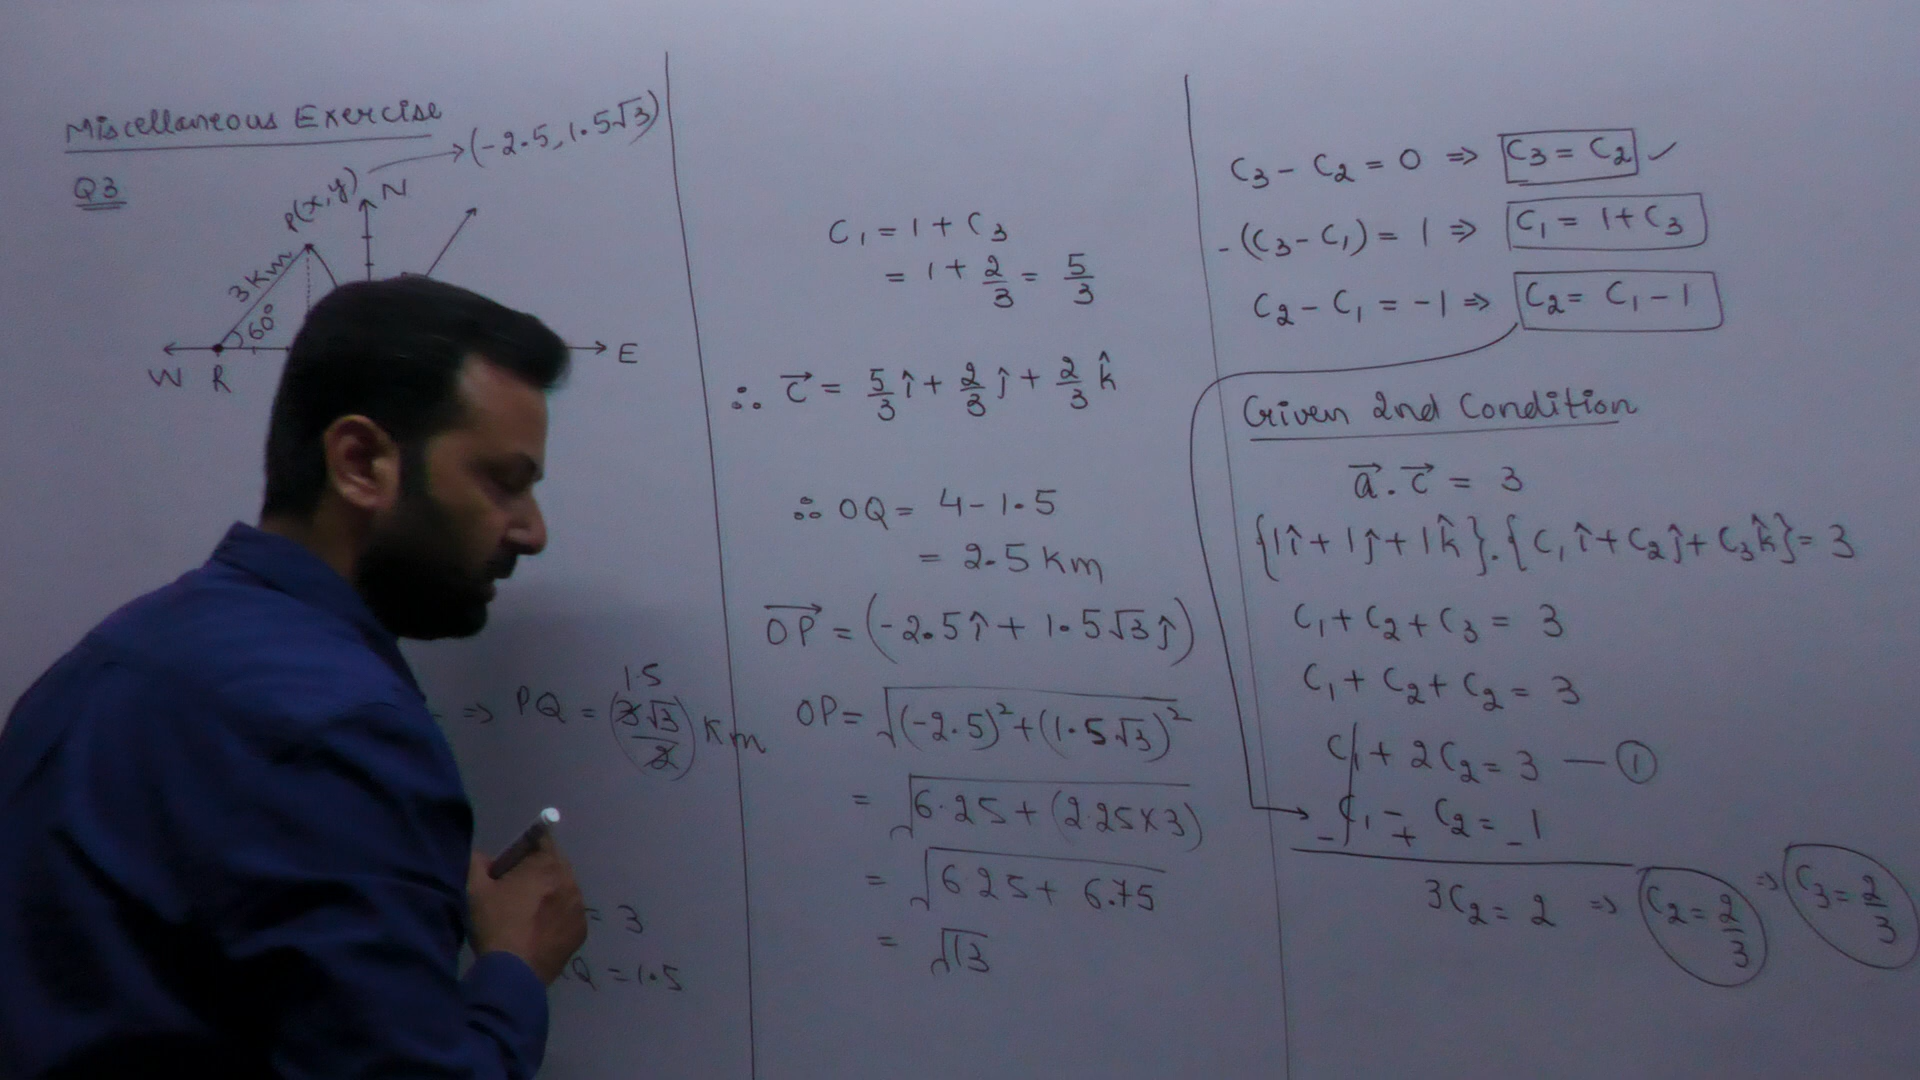 Miscellaneous Exercise
Q3
P(x,y) → (-2.5, 1.5√3)
N
3 Km
60°
W R E
⇒ PQ = (3√3/2) Km
1.5
= 3
Q = 1.5
C₁ = 1 + C₃
= 1 + 2/3 = 5/3
∴ c⃗ = 5/3 î + 2/3 ĵ + 2/3 k̂
∴ OQ = 4 - 1.5
= 2.5 Km
OP⃗ = (-2.5 î + 1.5√3 ĵ)
OP = √((-2.5)² + (1.5√3)²)
= √(6.25 + (2.25×3))
= √(6.25 + 6.75)
= √13
C₃ - C₂ = 0 ⇒ C₃ = C₂ ✓
-(C₃ - C₁) = 1 ⇒ C₁ = 1 + C₃
C₂ - C₁ = -1 ⇒ C₂ = C₁ - 1
Given 2nd Condition
a⃗ . c⃗ = 3
{1î + 1ĵ + 1k̂}.{C₁î + C₂ĵ + C₃k̂} = 3
C₁ + C₂ + C₃ = 3
C₁ + C₂ + C₂ = 3
C₁ + 2C₂ = 3 — ①
C₁ - C₂ = 1
- + -
3C₂ = 2 ⇒ C₂ = 2/3 ⇒ C₃ = 2/3